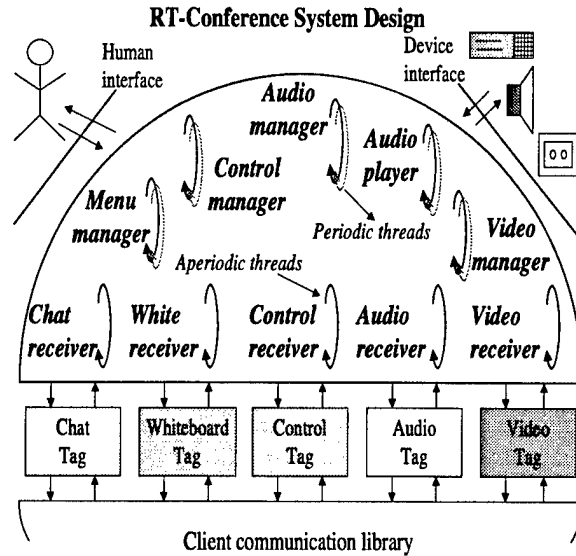 RT-Conference System Design
Human
interface
Device
interface
Audio
manager
Control
manager
Audio
player
Menu
manager
Periodic threads
Video
manager
Aperiodic threads
Chat
receiver
White
receiver
Control
receiver
Audio
receiver
Video
receiver
Chat
Tag
Whiteboard
Tag
Control
Tag
Audio
Tag
Video
Tag
Client communication library